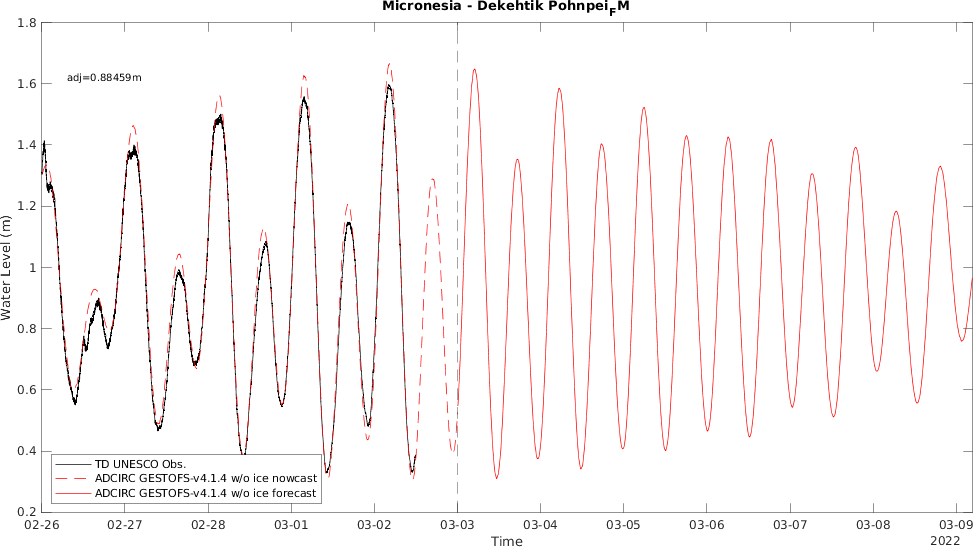 Micronesia - Dekehtik Pohnpei_FM
1.8
adj=0.88459m
1.6
1.4
1.2
1
0.8
0.6
0.4
0.2
Water Level (m)
TD UNESCO Obs.
ADCIRC GESTOFS-v4.1.4 w/o ice nowcast
ADCIRC GESTOFS-v4.1.4 w/o ice forecast
02-26 02-27 02-28 03-01 03-02 03-03 03-04 03-05 03-06 03-07 03-08 03-09
Time
2022